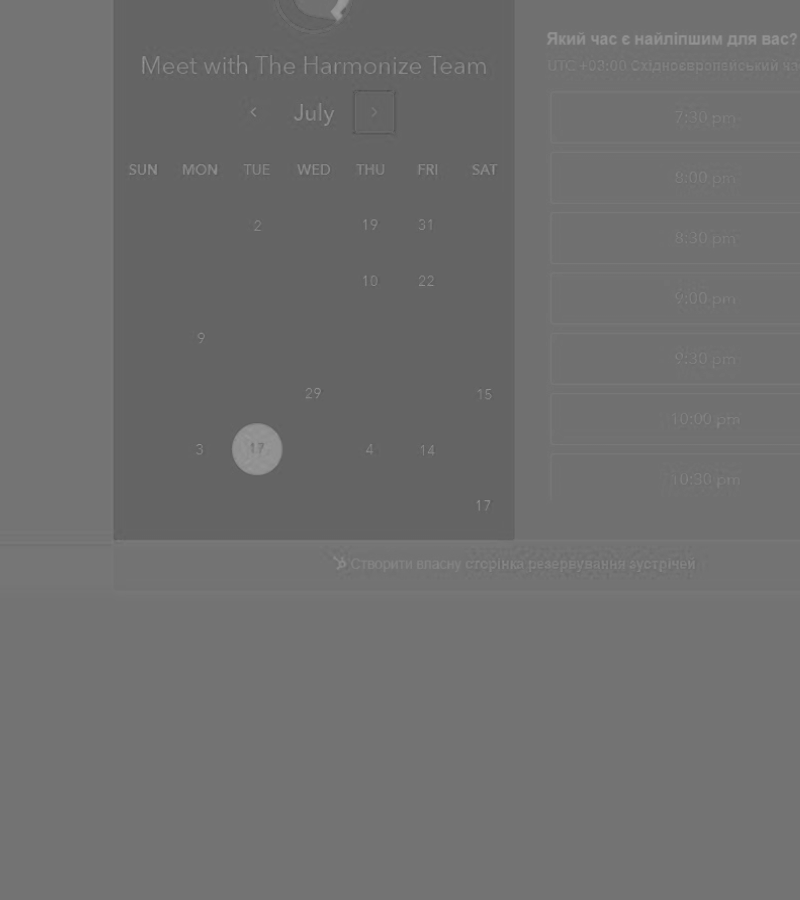 Який час є найліпшим для вас?
Meet with The Harmonize Team
UTC +03:00 Східноєвропейський
‹ July ›
7:30 pm
SUN MON TUE WED THU FRI SAT
8:00 pm
2 19 31
8:30 pm
10 22
9:00 pm
9
9:30 pm
29 15
10:00 pm
3 17 4 14
10:30 pm
17
Створити власну сторінку резервування зустрічей